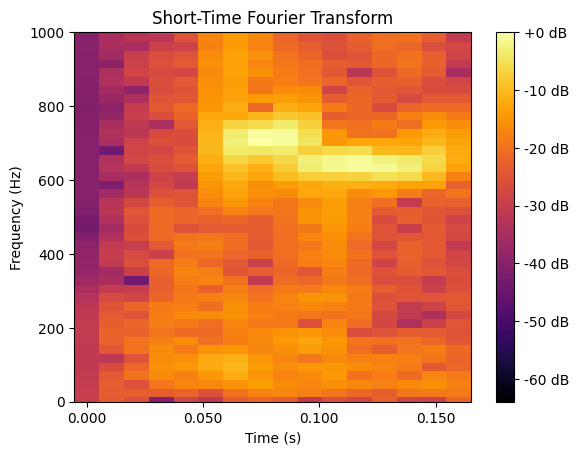 Short-Time Fourier Transform
Frequency (Hz)
1000
800
600
400
200
0
0.000
0.050
0.100
0.150
Time (s)
+0 dB
-10 dB
-20 dB
-30 dB
-40 dB
-50 dB
-60 dB